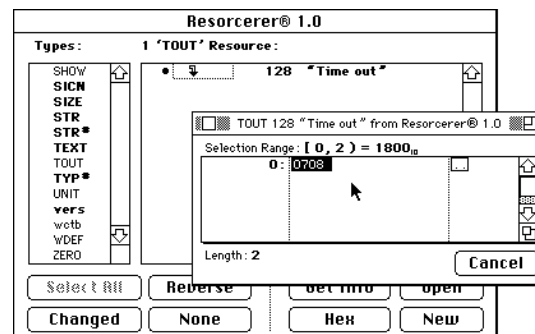 Resorcerer® 1.0
Types:
1 'TOUT' Resource:
SHOW
SICN
SIZE
STR
STR#
TEXT
TOUT
TYP#
UNIT
vers
wctb
WDEF
ZERO
128 "Time out"
TOUT 128 "Time out" from Resorcerer® 1.0
Selection Range: [ 0, 2 ) = 1800₁₀
0: 0708 ..
Length: 2
Cancel
Select All
Reverse
Get Info
Open
Changed
None
Hex
New